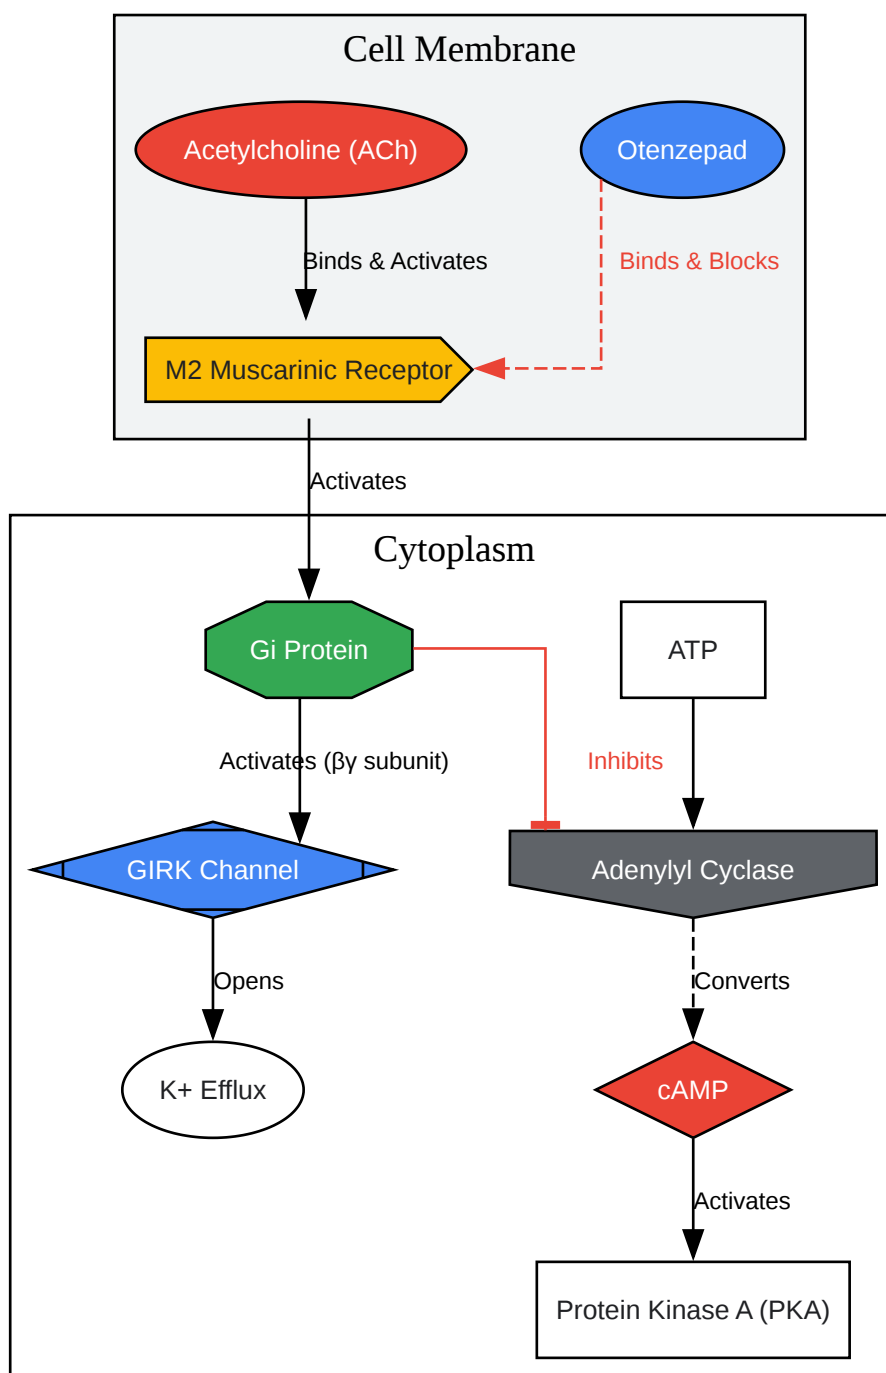 Cell Membrane
Acetylcholine (ACh)
Otenzepad
Binds & Activates
Binds & Blocks
M2 Muscarinic Receptor
Activates
Cytoplasm
Gi Protein
ATP
Activates (βγ subunit)
Inhibits
GIRK Channel
Adenylyl Cyclase
Opens
Converts
K+ Efflux
cAMP
Activates
Protein Kinase A (PKA)